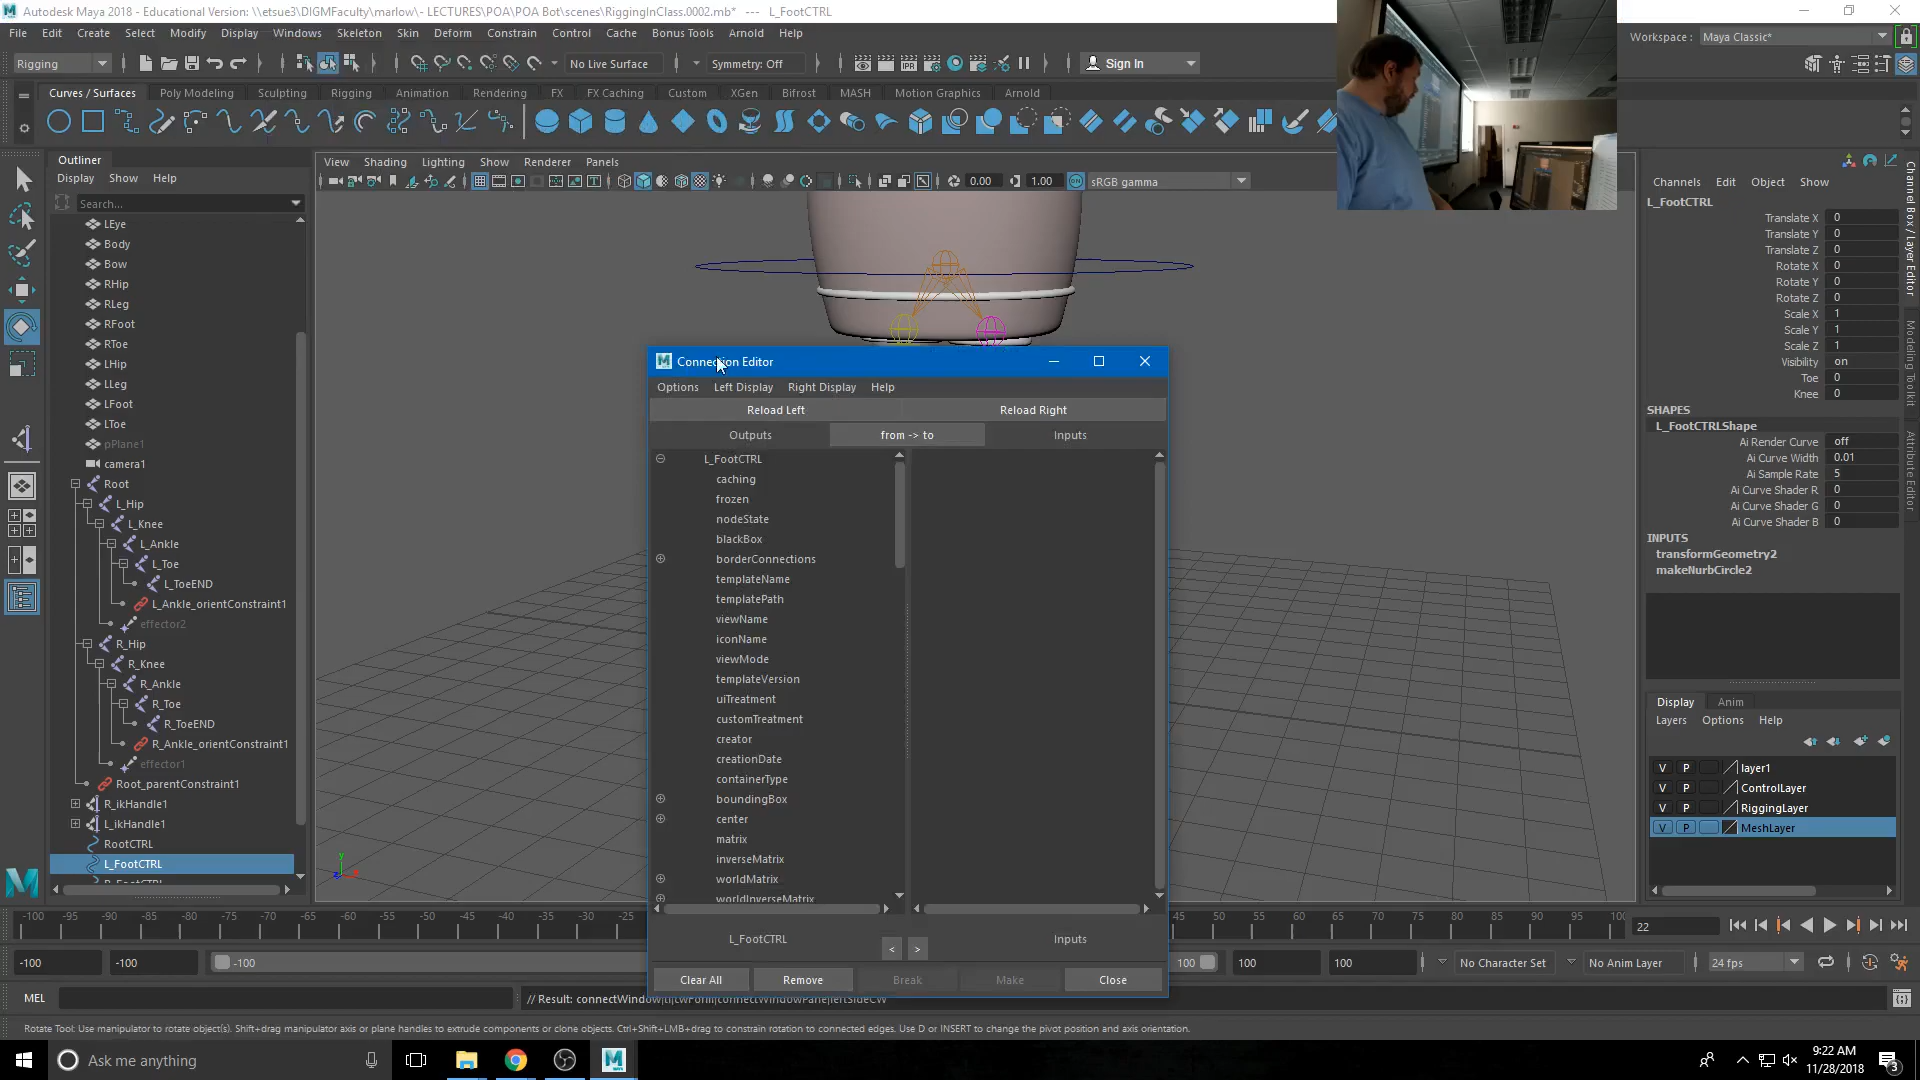 Autodesk Maya 2018 - Educational Version: \\etsue3\DIGMFaculty\marlow\- LECTURES\POA\POA Bot\scenes\RiggingInClass.0002.mb* --- L_FootCTRL
File Edit Create Select Modify Display Windows Skeleton Skin Deform Constrain Control Cache Bonus Tools Arnold Help
Workspace : Maya Classic*
Rigging
No Live Surface
Symmetry: Off
Sign In
Curves / Surfaces Poly Modeling Sculpting Rigging Animation Rendering FX FX Caching Custom XGen Bifrost MASH Motion Graphics Arnold
Outliner
Display Show Help
Search...
LEye
Body
Bow
RHip
RLeg
RFoot
RToe
LHip
LLeg
LFoot
LToe
pPlane1
camera1
Root
L_Hip
L_Knee
L_Ankle
L_Toe
L_ToeEND
L_Ankle_orientConstraint1
effector2
R_Hip
R_Knee
R_Ankle
R_Toe
R_ToeEND
R_Ankle_orientConstraint1
effector1
Root_parentConstraint1
R_ikHandle1
L_ikHandle1
RootCTRL
L_FootCTRL
View Shading Lighting Show Renderer Panels
0.00
1.00
sRGB gamma
Connection Editor
Options Left Display Right Display Help
Reload Left Reload Right
Outputs from -> to Inputs
L_FootCTRL
caching
frozen
nodeState
blackBox
borderConnections
templateName
templatePath
viewName
iconName
viewMode
templateVersion
uiTreatment
customTreatment
creator
creationDate
containerType
boundingBox
center
matrix
inverseMatrix
worldMatrix
worldInverseMatrix
L_FootCTRL < > Inputs
Clear All Remove Break Make Close
Channels Edit Object Show
L_FootCTRL
Translate X 0
Translate Y 0
Translate Z 0
Rotate X 0
Rotate Y 0
Rotate Z 0
Scale X 1
Scale Y 1
Scale Z 1
Visibility on
Toe 0
Knee 0
SHAPES
L_FootCTRLShape
Ai Render Curve off
Ai Curve Width 0.01
Ai Sample Rate 5
Ai Curve Shader R 0
Ai Curve Shader G 0
Ai Curve Shader B 0
INPUTS
transformGeometry2
makeNurbCircle2
Channel Box / Layer Editor
Modeling Toolkit
Attribute Editor
Display Anim
Layers Options Help
V P layer1
V P ControlLayer
V P RiggingLayer
V P MeshLayer
-100 -95 -90 -85 -80 -75 -70 -65 -60 -55 -50 -45 -40 -35 -30 -25
45 50 55 60 65 70 75 80 85 90 95 100
22
-100 -100 -100
100 100 100
No Character Set
No Anim Layer
24 fps
MEL
Rotate Tool: Use manipulator to rotate object(s). Shift+drag manipulator axis or plane handles to extrude components or clone objects. Ctrl+Shift+LMB+drag to constrain rotation to connected edges. Use D or INSERT to change the pivot position and axis orientation.
Ask me anything
9:22 AM
11/28/2018
3